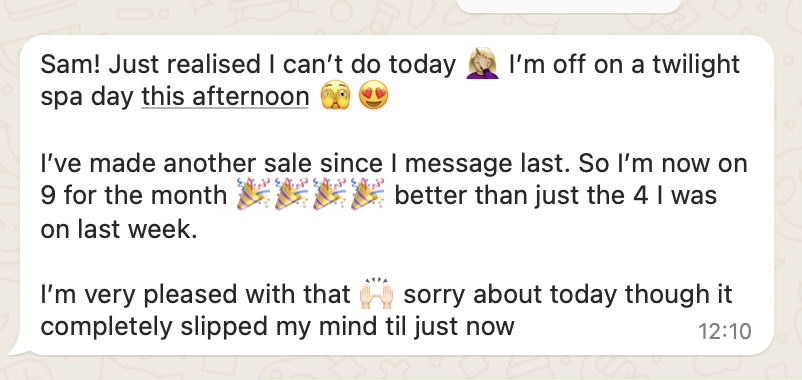 Sam! Just realised I can't do today 🤦🏼‍♀️ I'm off on a twilight
spa day this afternoon 🫣😍
I've made another sale since I message last. So I'm now on
9 for the month 🎉🎉🎉🎉 better than just the 4 I was
on last week.
I'm very pleased with that 🙌🏻 sorry about today though it
completely slipped my mind til just now
12:10